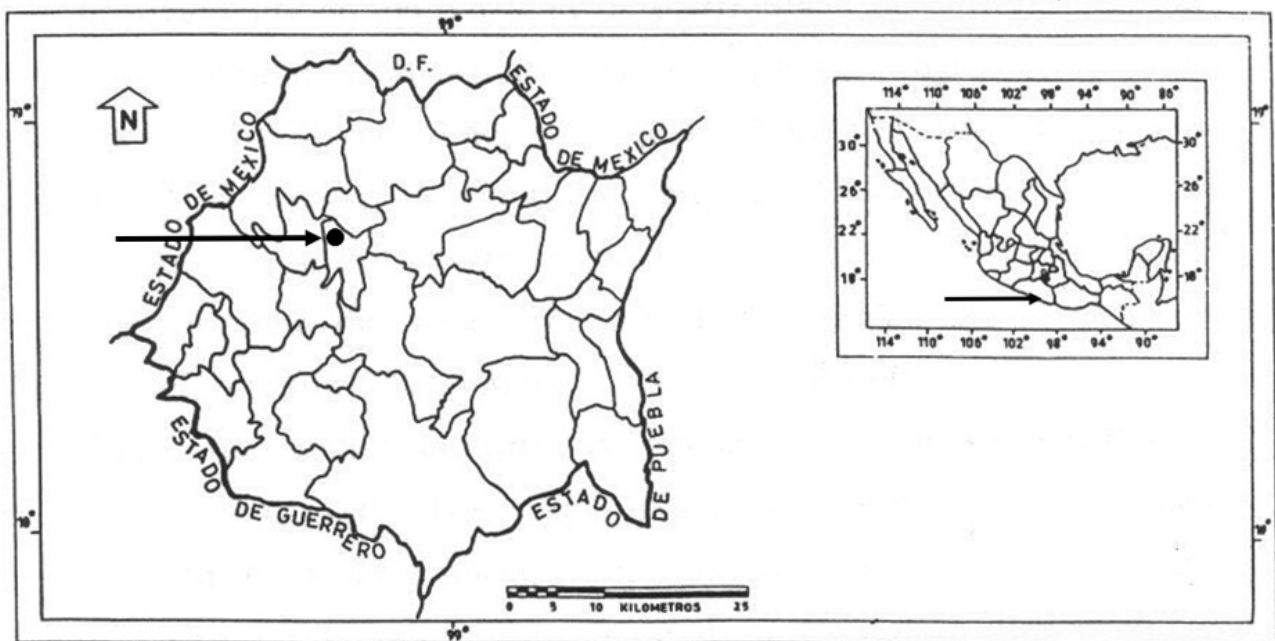 99°
19°
19°
N
D. F.
ESTADO DE MEXICO
ESTADO DE MEXICO
ESTADO DE GUERRERO
ESTADO DE PUEBLA
18°
18°
0 5 10 KILOMETROS 25
99°
114° 110° 106° 102° 98° 94° 90° 86°
30° 30°
26° 26°
22° 22°
18° 18°
114° 110° 106° 102° 98° 94° 90°